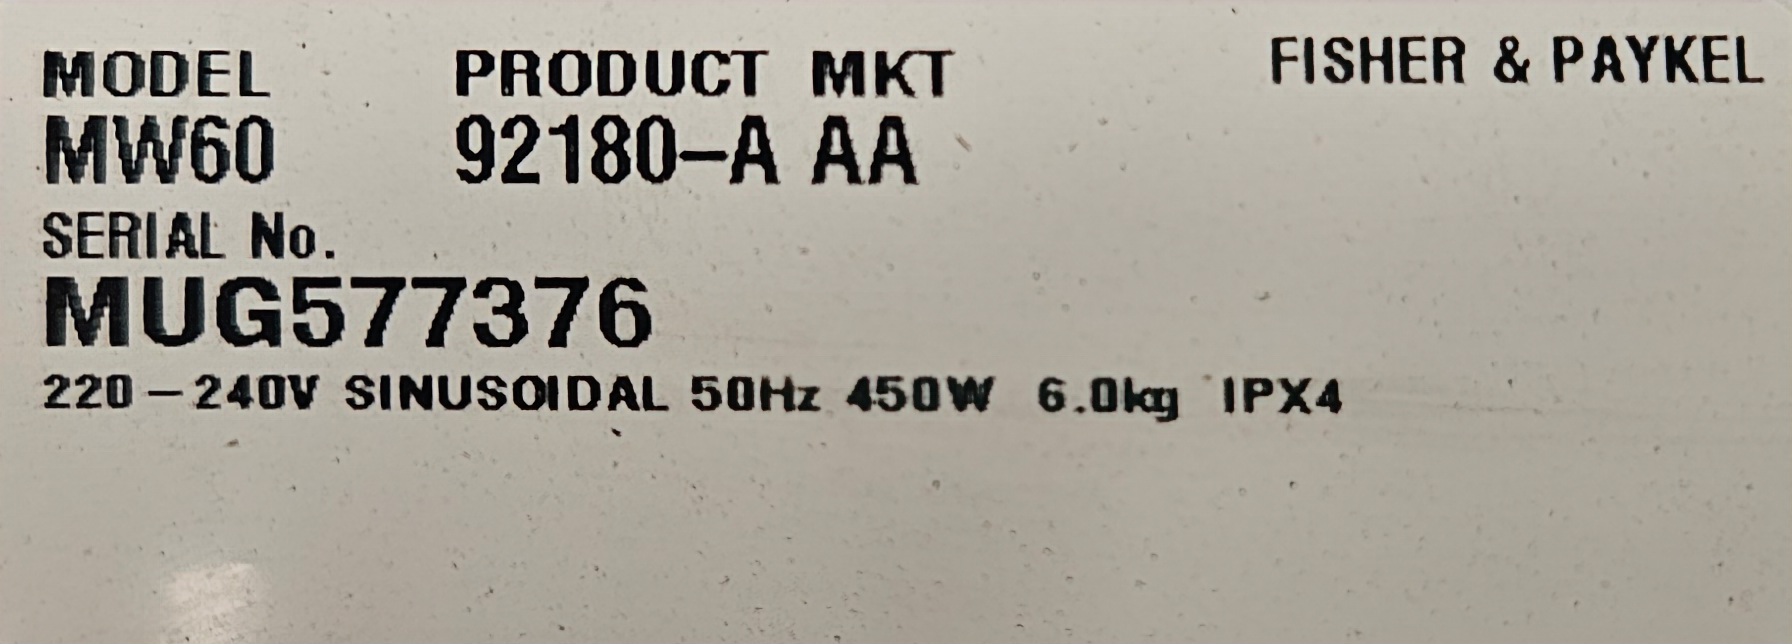 MODEL PRODUCT MKT FISHER & PAYKEL
MW60 92180-A AA
SERIAL No.
MUG577376
220-240V SINUSOIDAL 50Hz 450W 6.0kg IPX4